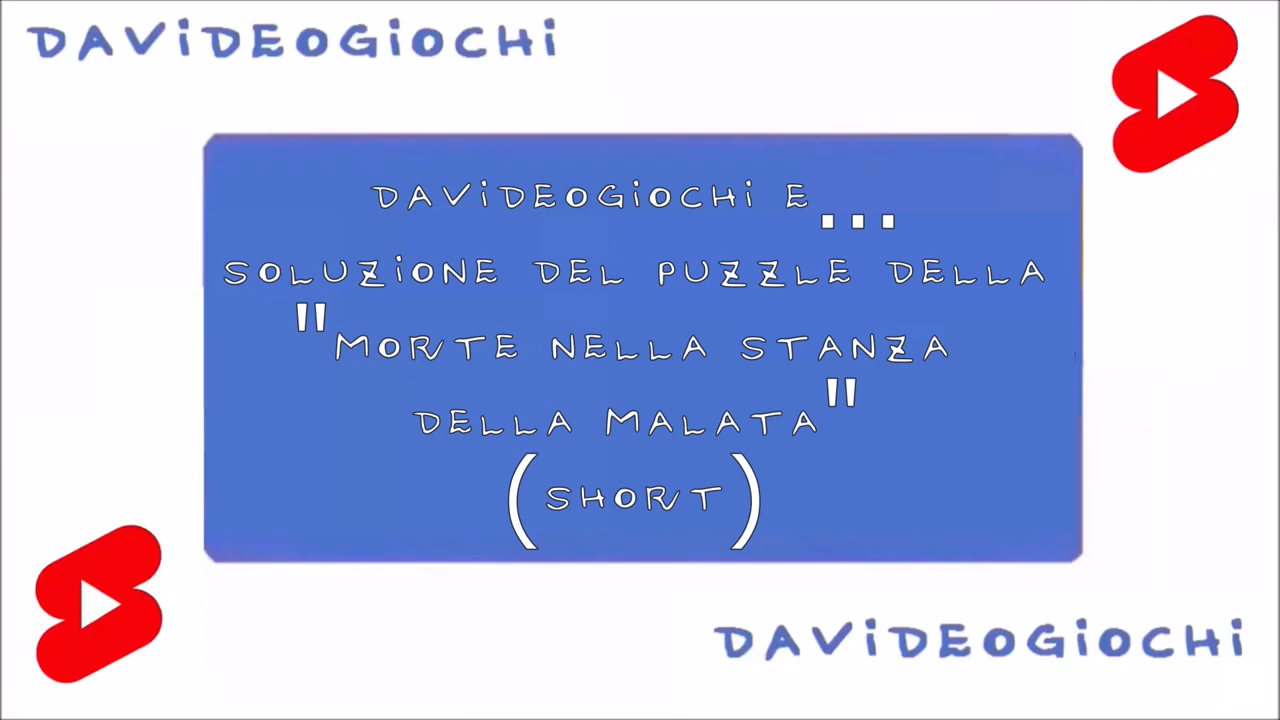 DAViDEOGiOCHi
DAViDEOGiOCHi E...
SOLUZiONE DEL PUZZLE DELLA
"MORTE NELLA STANZA
DELLA MALATA"
(SHORT)
DAViDEOGiOCHi